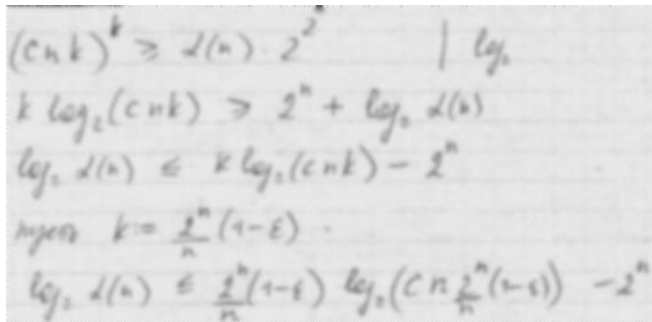 (cnk)^k ≥ α(n) · 2^{2^n} | log₂
k log₂(cnk) ≥ 2^n + log₂ α(n)
log₂ α(n) ≤ k log₂(cnk) − 2^n
пусть k = 2^n/n (1−ε).
log₂ α(n) ≤ 2^n/n (1−ε) log₂(cn 2^n/n (1−ε)) − 2^n